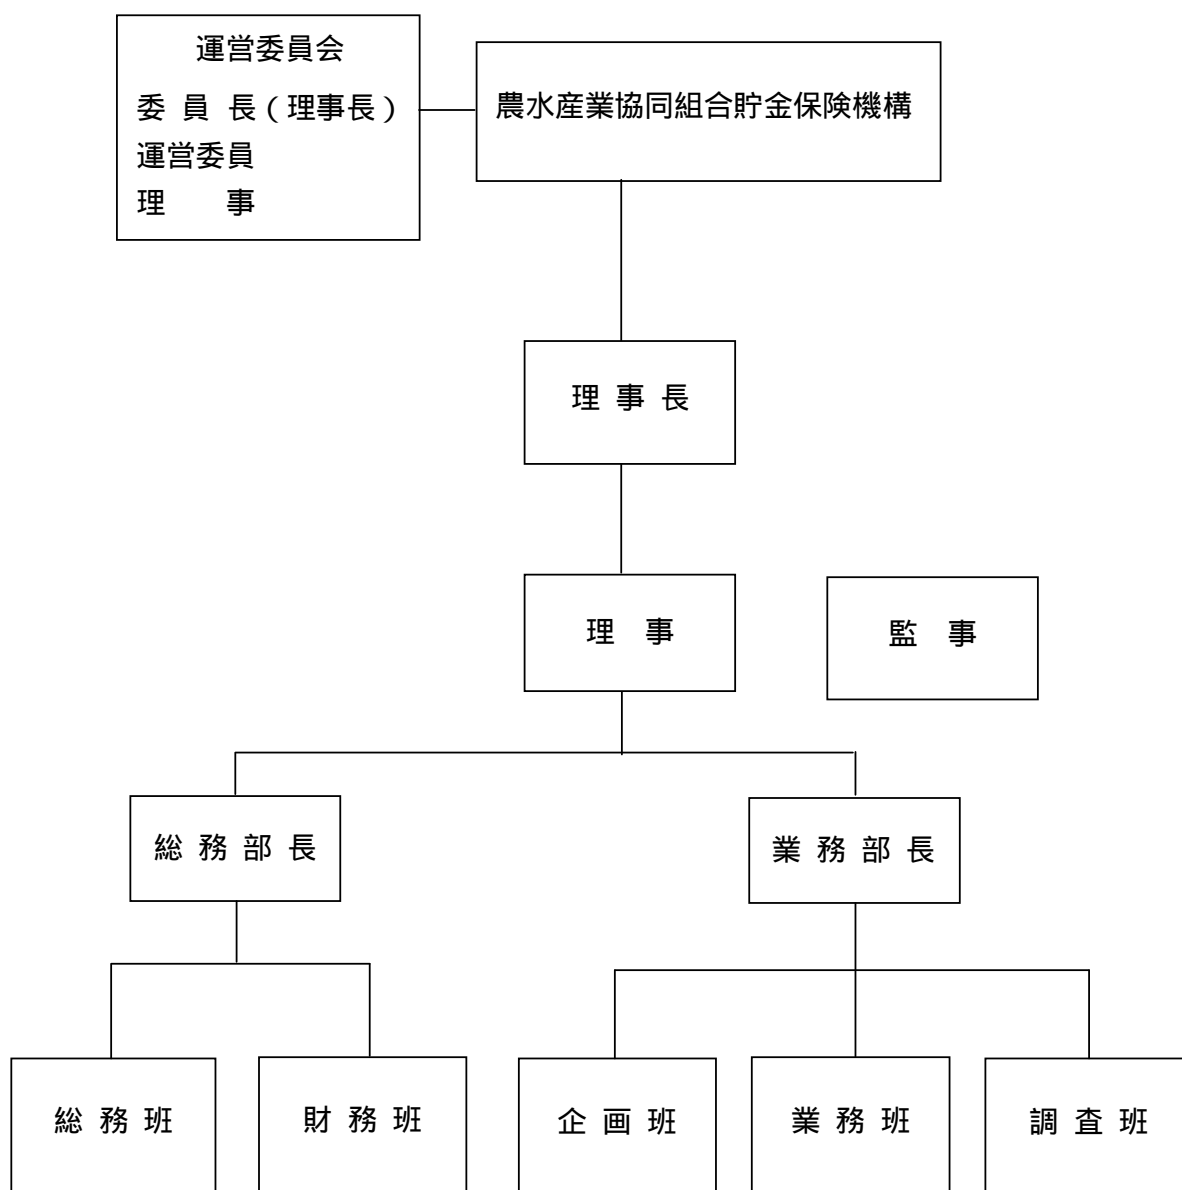 運営委員会
委 員 長（理事長）
運営委員
理　　事
農水産業協同組合貯金保険機構
理 事 長
理　事
監　事
総 務 部 長
業 務 部 長
総 務 班
財 務 班
企 画 班
業 務 班
調 査 班